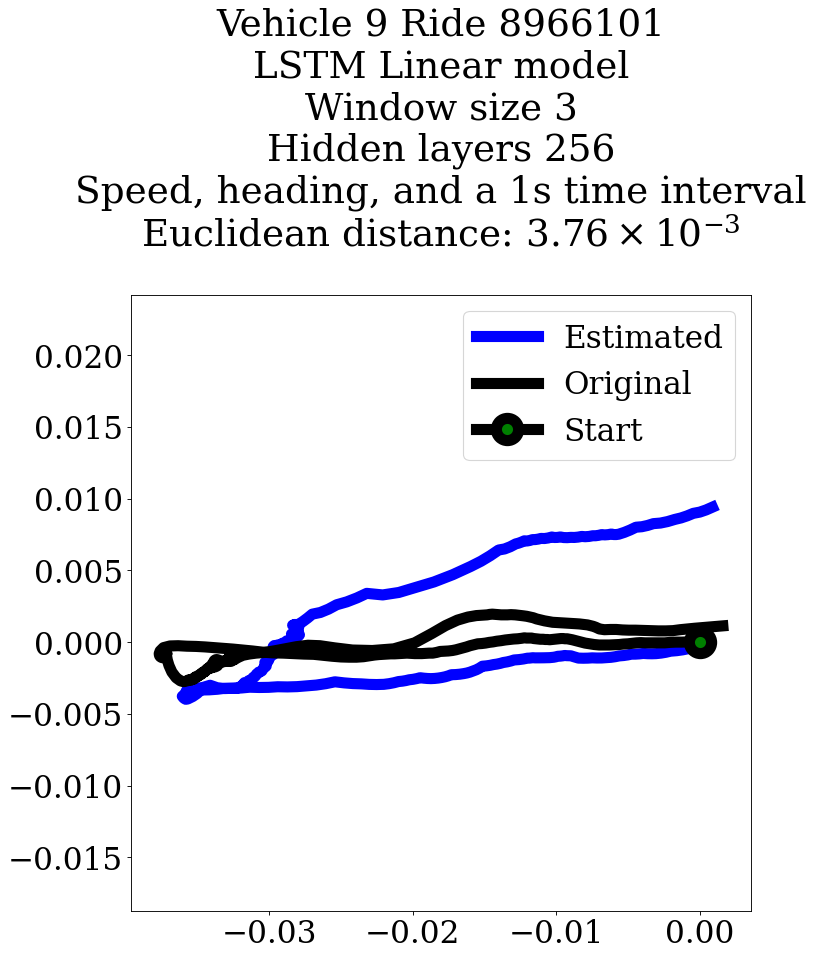 Vehicle 9 Ride 8966101
LSTM Linear model
Window size 3
Hidden layers 256
Speed, heading, and a 1s time interval
Euclidean distance: 3.76 × 10⁻³
Estimated
Original
Start
0.020
0.015
0.010
0.005
0.000
−0.005
−0.010
−0.015
−0.03 −0.02 −0.01 0.00